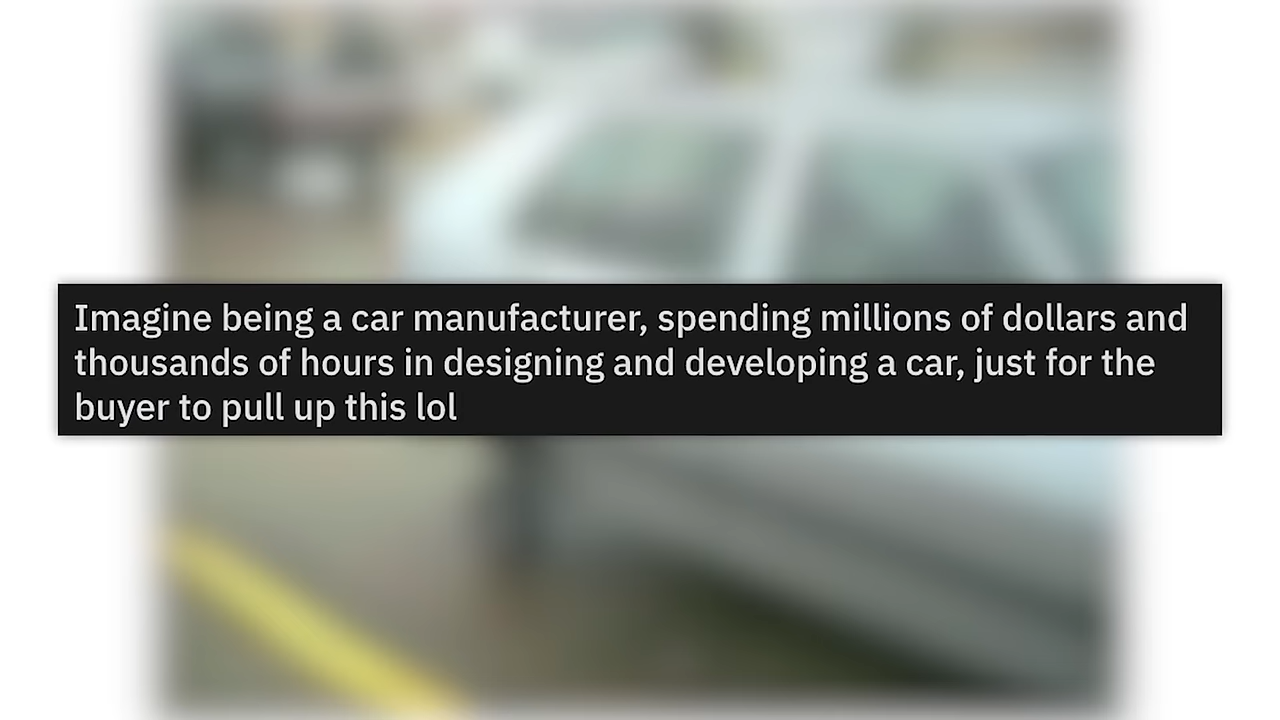 Imagine being a car manufacturer, spending millions of dollars and
thousands of hours in designing and developing a car, just for the
buyer to pull up this lol